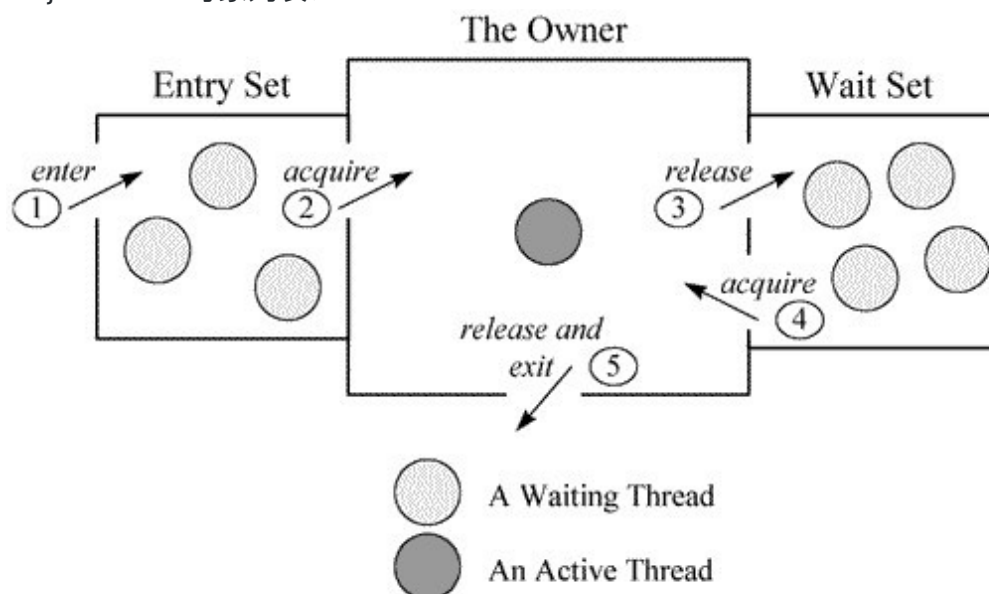 The Owner
Entry Set
Wait Set
enter
1
acquire
2
release
3
acquire
4
release and
exit
5
A Waiting Thread
An Active Thread